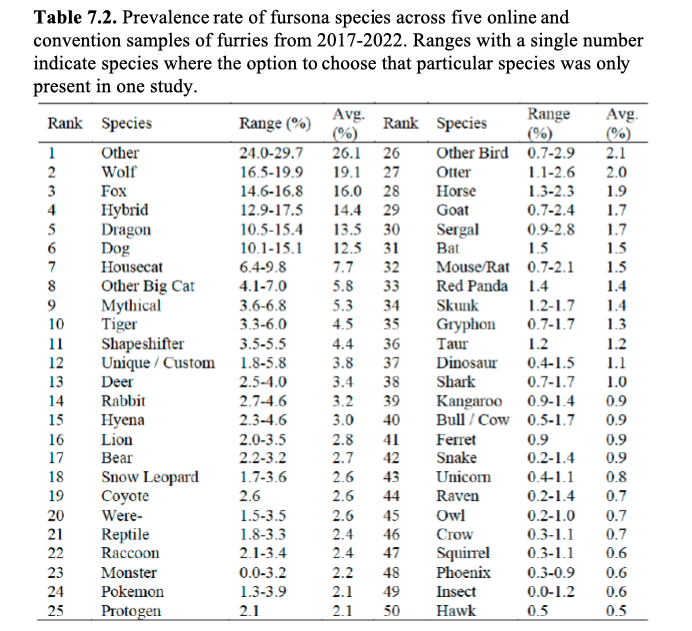 Table 7.2. Prevalence rate of fursona species across five online and
convention samples of furries from 2017-2022. Ranges with a single number
indicate species where the option to choose that particular species was only
present in one study.
Rank Species Range (%) Avg. (%) Rank Species Range (%) Avg. (%)
1 Other 24.0-29.7 26.1 26 Other Bird 0.7-2.9 2.1
2 Wolf 16.5-19.9 19.1 27 Otter 1.1-2.6 2.0
3 Fox 14.6-16.8 16.0 28 Horse 1.3-2.3 1.9
4 Hybrid 12.9-17.5 14.4 29 Goat 0.7-2.4 1.7
5 Dragon 10.5-15.4 13.5 30 Sergal 0.9-2.8 1.7
6 Dog 10.1-15.1 12.5 31 Bat 1.5 1.5
7 Housecat 6.4-9.8 7.7 32 Mouse/Rat 0.7-2.1 1.5
8 Other Big Cat 4.1-7.0 5.8 33 Red Panda 1.4 1.4
9 Mythical 3.6-6.8 5.3 34 Skunk 1.2-1.7 1.4
10 Tiger 3.3-6.0 4.5 35 Gryphon 0.7-1.7 1.3
11 Shapeshifter 3.5-5.5 4.4 36 Taur 1.2 1.2
12 Unique / Custom 1.8-5.8 3.8 37 Dinosaur 0.4-1.5 1.1
13 Deer 2.5-4.0 3.4 38 Shark 0.7-1.7 1.0
14 Rabbit 2.7-4.6 3.2 39 Kangaroo 0.9-1.4 0.9
15 Hyena 2.3-4.6 3.0 40 Bull / Cow 0.5-1.7 0.9
16 Lion 2.0-3.5 2.8 41 Ferret 0.9 0.9
17 Bear 2.2-3.2 2.7 42 Snake 0.2-1.4 0.9
18 Snow Leopard 1.7-3.6 2.6 43 Unicorn 0.4-1.1 0.8
19 Coyote 2.6 2.6 44 Raven 0.2-1.4 0.7
20 Were- 1.5-3.5 2.6 45 Owl 0.2-1.0 0.7
21 Reptile 1.8-3.3 2.4 46 Crow 0.3-1.1 0.7
22 Raccoon 2.1-3.4 2.4 47 Squirrel 0.3-1.1 0.6
23 Monster 0.0-3.2 2.2 48 Phoenix 0.3-0.9 0.6
24 Pokemon 1.3-3.9 2.1 49 Insect 0.0-1.2 0.6
25 Protogen 2.1 2.1 50 Hawk 0.5 0.5